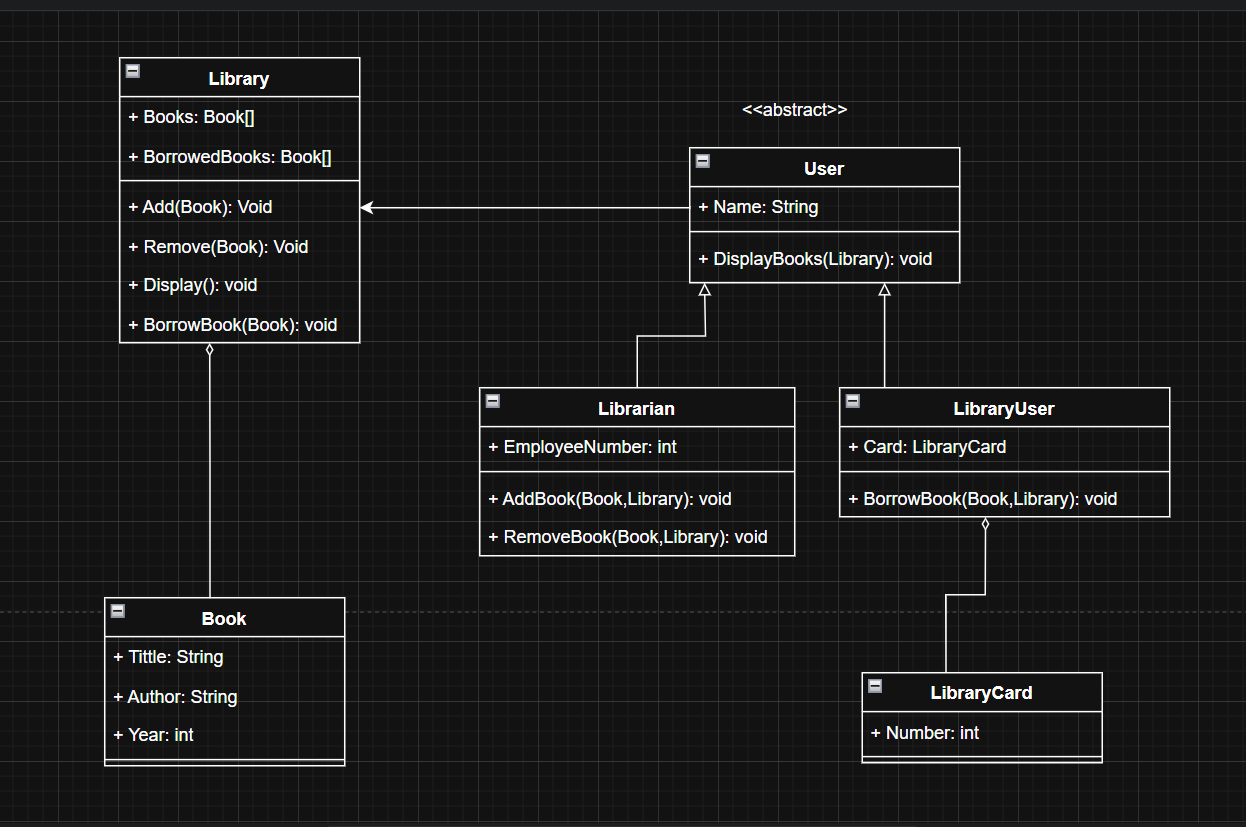 Library
+ Books: Book[]
+ BorrowedBooks: Book[]
+ Add(Book): Void
+ Remove(Book): Void
+ Display(): void
+ BorrowBook(Book): void
<<abstract>>
User
+ Name: String
+ DisplayBooks(Library): void
Librarian
+ EmployeeNumber: int
+ AddBook(Book,Library): void
+ RemoveBook(Book,Library): void
LibraryUser
+ Card: LibraryCard
+ BorrowBook(Book,Library): void
Book
+ Tittle: String
+ Author: String
+ Year: int
LibraryCard
+ Number: int